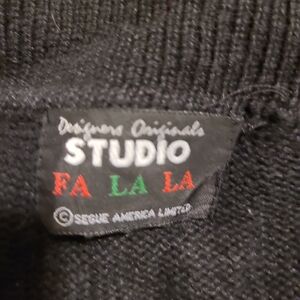 Designers Originals
STUDIO
FA LA LA
© SEGUE AMERICA LIMITED